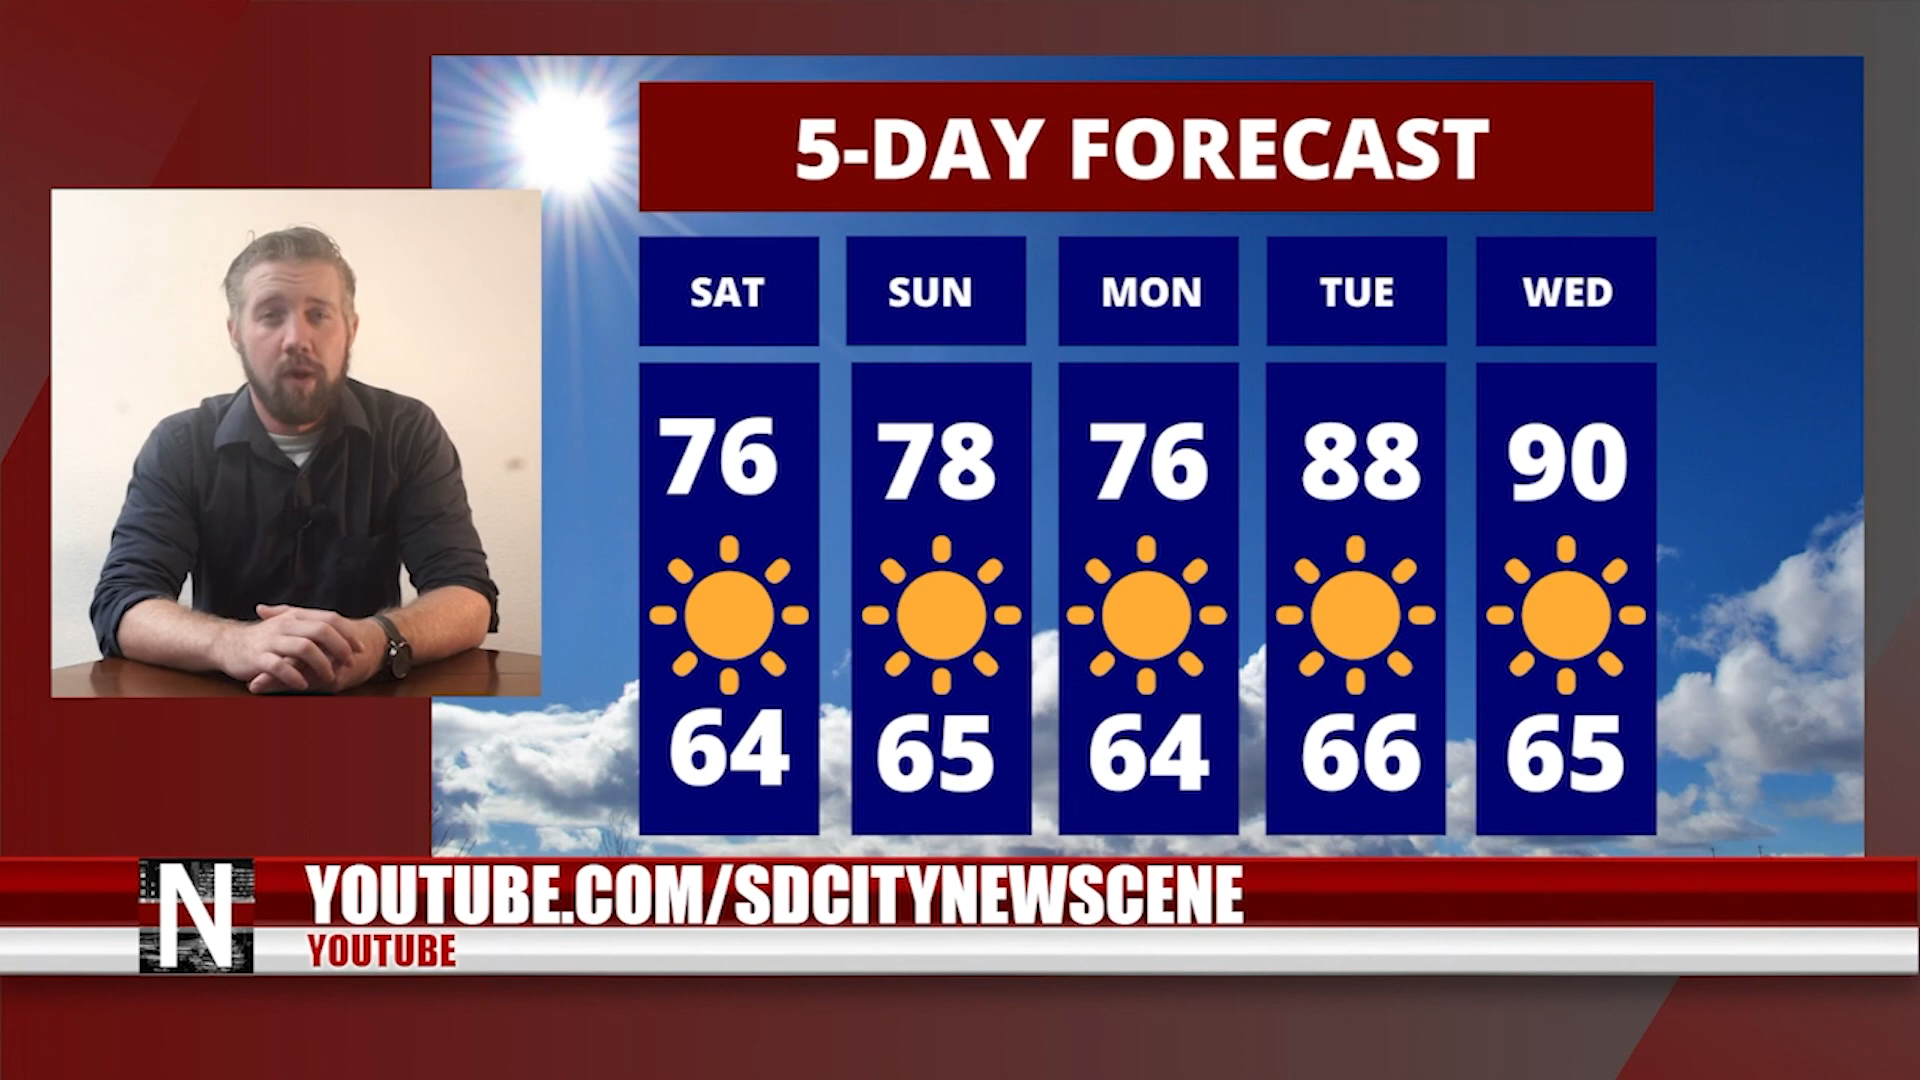 5-DAY FORECAST
SAT SUN MON TUE WED
76 78 76 88 90
64 65 64 66 65
N
YOUTUBE.COM/SDCITYNEWSCENE
YOUTUBE